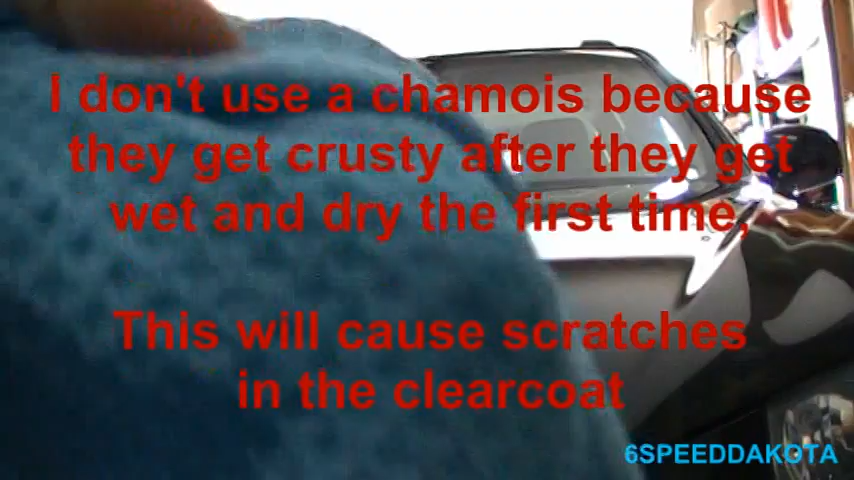 I don't use a chamois because
they get crusty after they get
wet and dry the first time,
This will cause scratches
in the clearcoat
6SPEEDDAKOTA